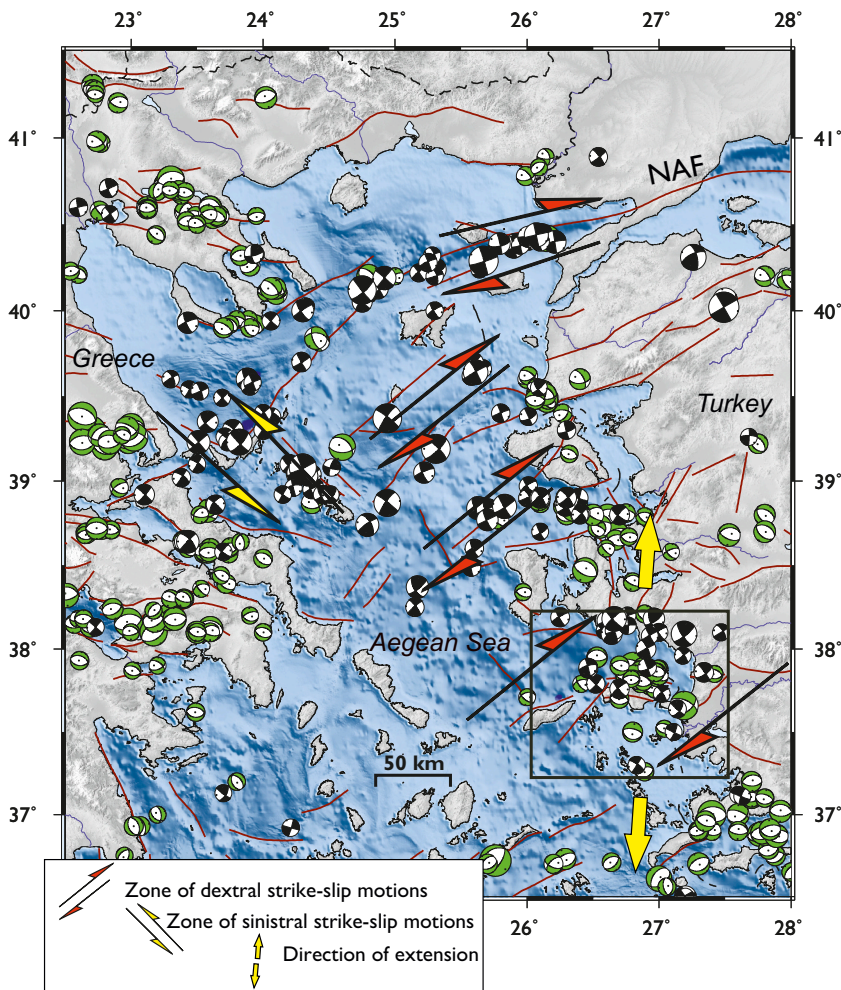 23˚ 24˚ 25˚ 26˚ 27˚ 28˚
41˚ 41˚
NAF
40˚ 40˚
Greece
Turkey
39˚ 39˚
38˚ 38˚
Aegean Sea
50 km
37˚ 37˚
Zone of dextral strike-slip motions
Zone of sinistral strike-slip motions
Direction of extension
26˚ 27˚ 28˚